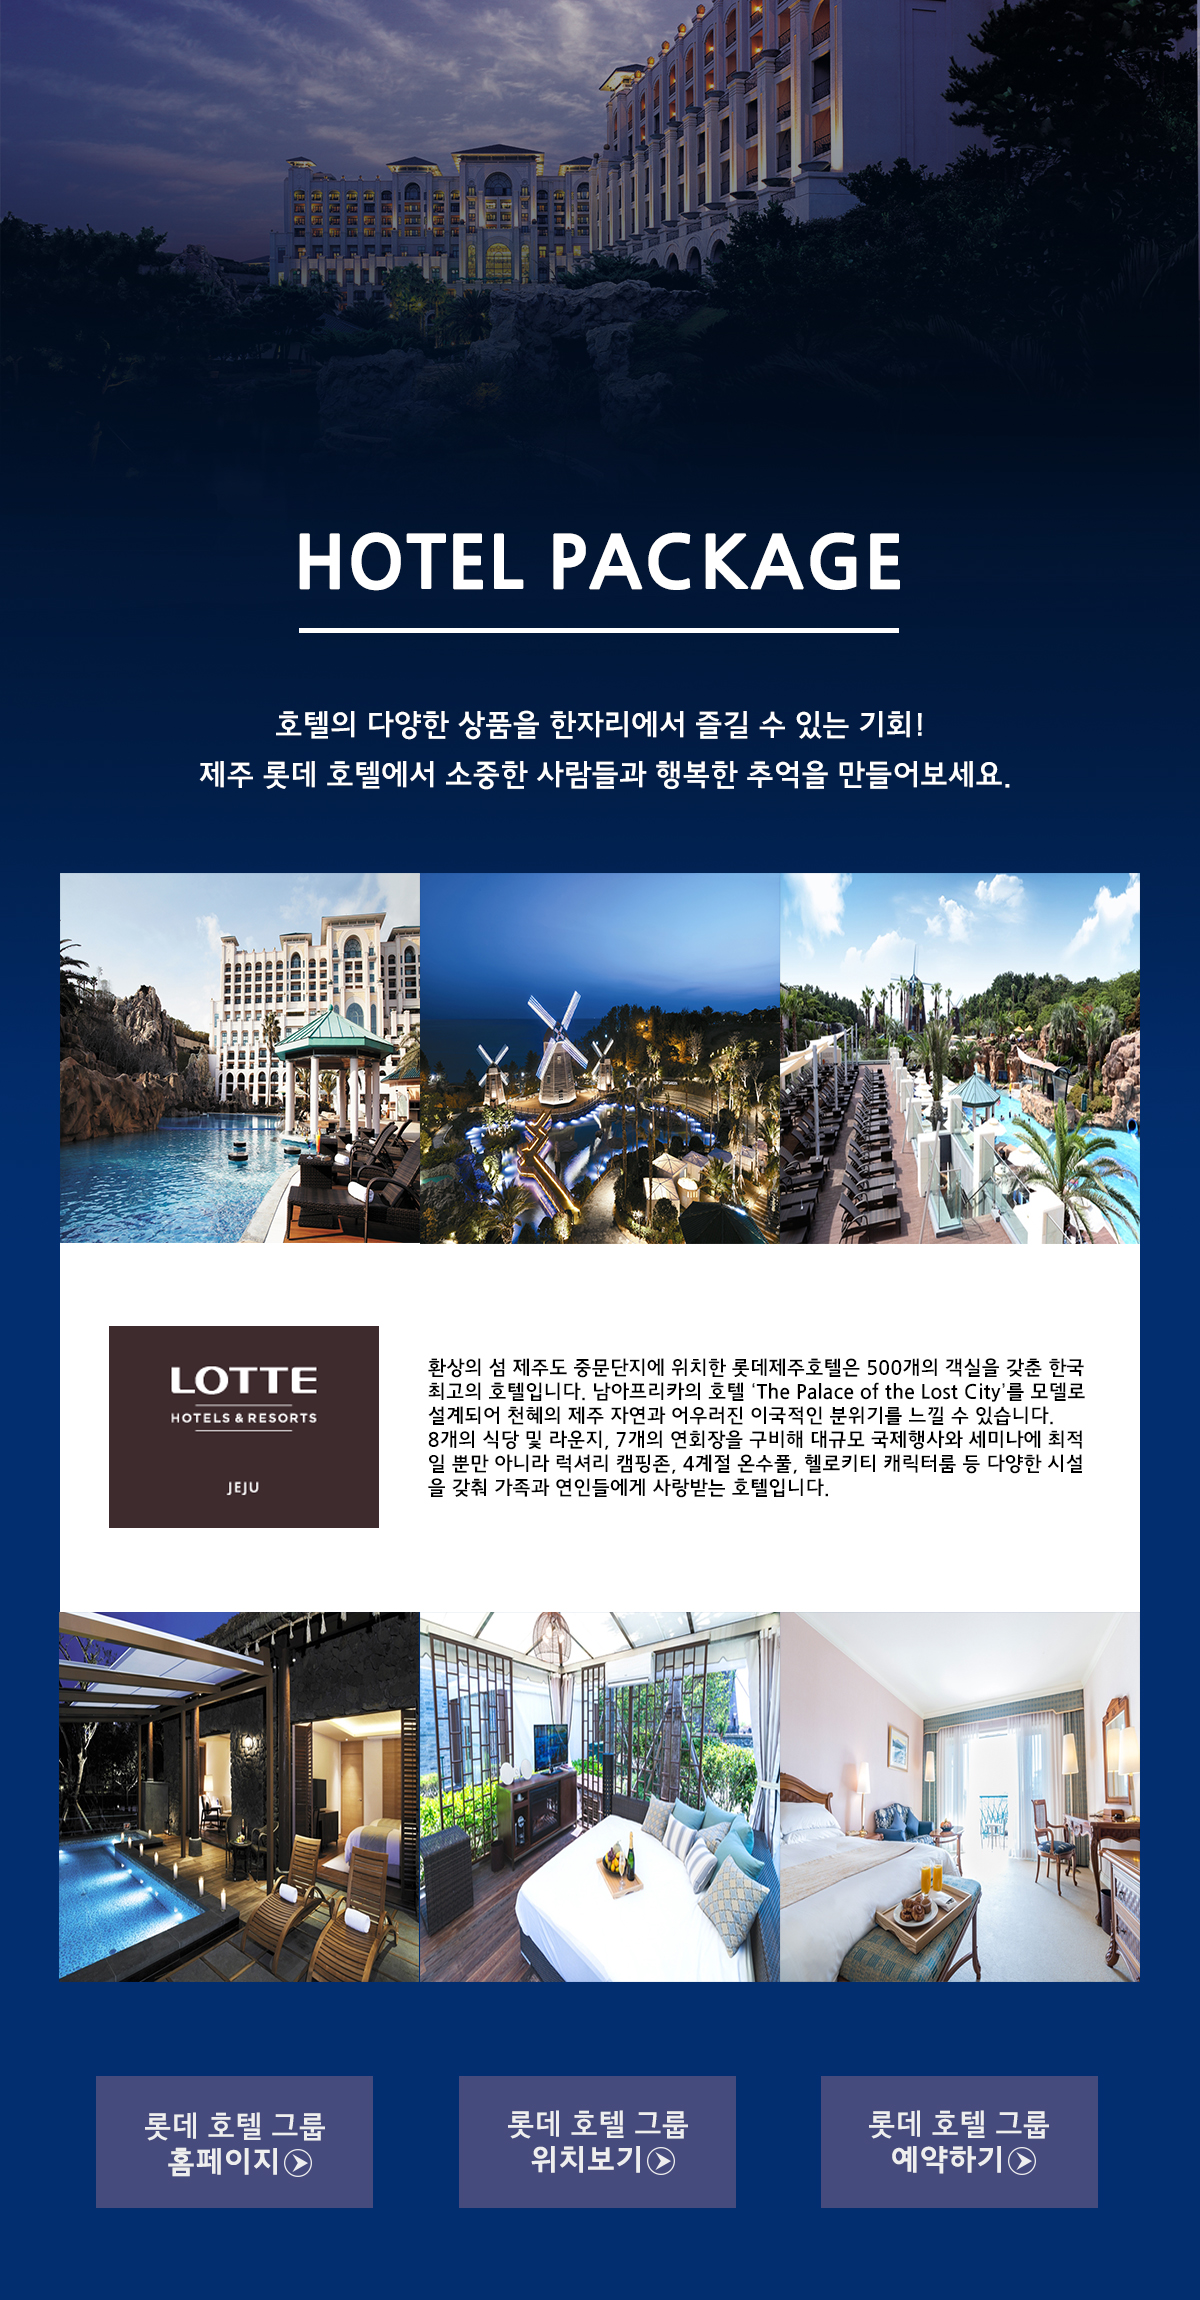 HOTEL PACKAGE
호텔의 다양한 상품을 한자리에서 즐길 수 있는 기회!
제주 롯데 호텔에서 소중한 사람들과 행복한 추억을 만들어보세요.
LOTTE
HOTELS & RESORTS
JEJU
환상의 섬 제주도 중문단지에 위치한 롯데제주호텔은 500개의 객실을 갖춘 한국
최고의 호텔입니다. 남아프리카의 호텔 ‘The Palace of the Lost City’를 모델로
설계되어 천혜의 제주 자연과 어우러진 이국적인 분위기를 느낄 수 있습니다.
8개의 식당 및 라운지, 7개의 연회장을 구비해 대규모 국제행사와 세미나에 최적
일 뿐만 아니라 럭셔리 캠핑존, 4계절 온수풀, 헬로키티 캐릭터룸 등 다양한 시설
을 갖춰 가족과 연인들에게 사랑받는 호텔입니다.
롯데 호텔 그룹
홈페이지
롯데 호텔 그룹
위치보기
롯데 호텔 그룹
예약하기